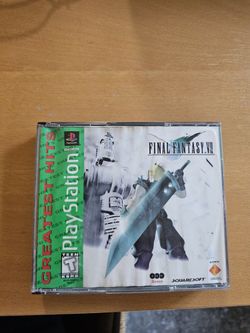 GREATEST HITS
PlayStation
FINAL FANTASY VII
T
SQUARESOFT